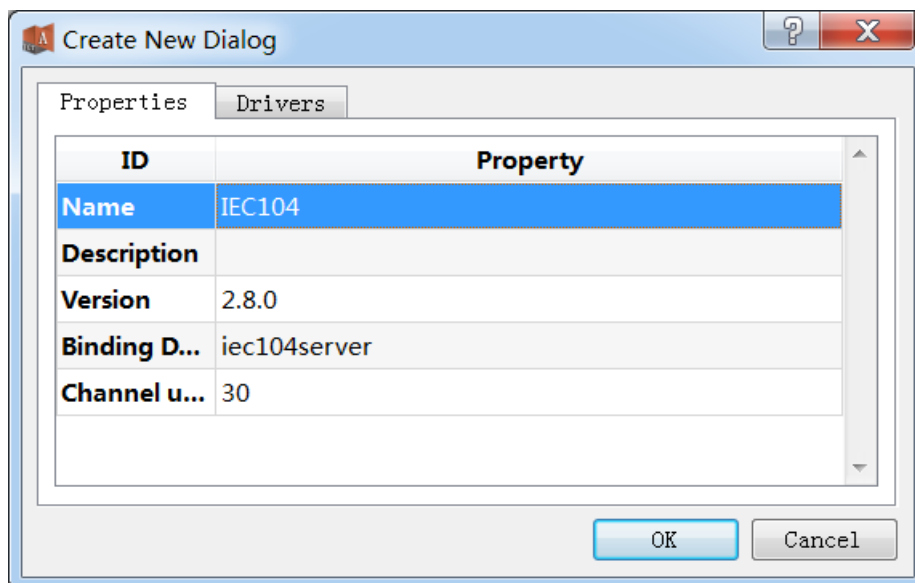 Create New Dialog
Properties Drivers
ID Property
Name IEC104
Description
Version 2.8.0
Binding D... iec104server
Channel u... 30
OK Cancel